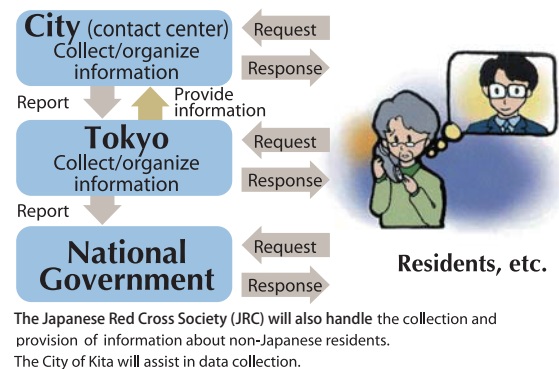 City (contact center)
Collect/organize
information
Request
Response
Report
Provide
information
Tokyo
Collect/organize
information
Request
Response
Report
National
Government
Request
Response
Residents, etc.
The Japanese Red Cross Society (JRC) will also handle the collection and
provision of information about non-Japanese residents.
The City of Kita will assist in data collection.